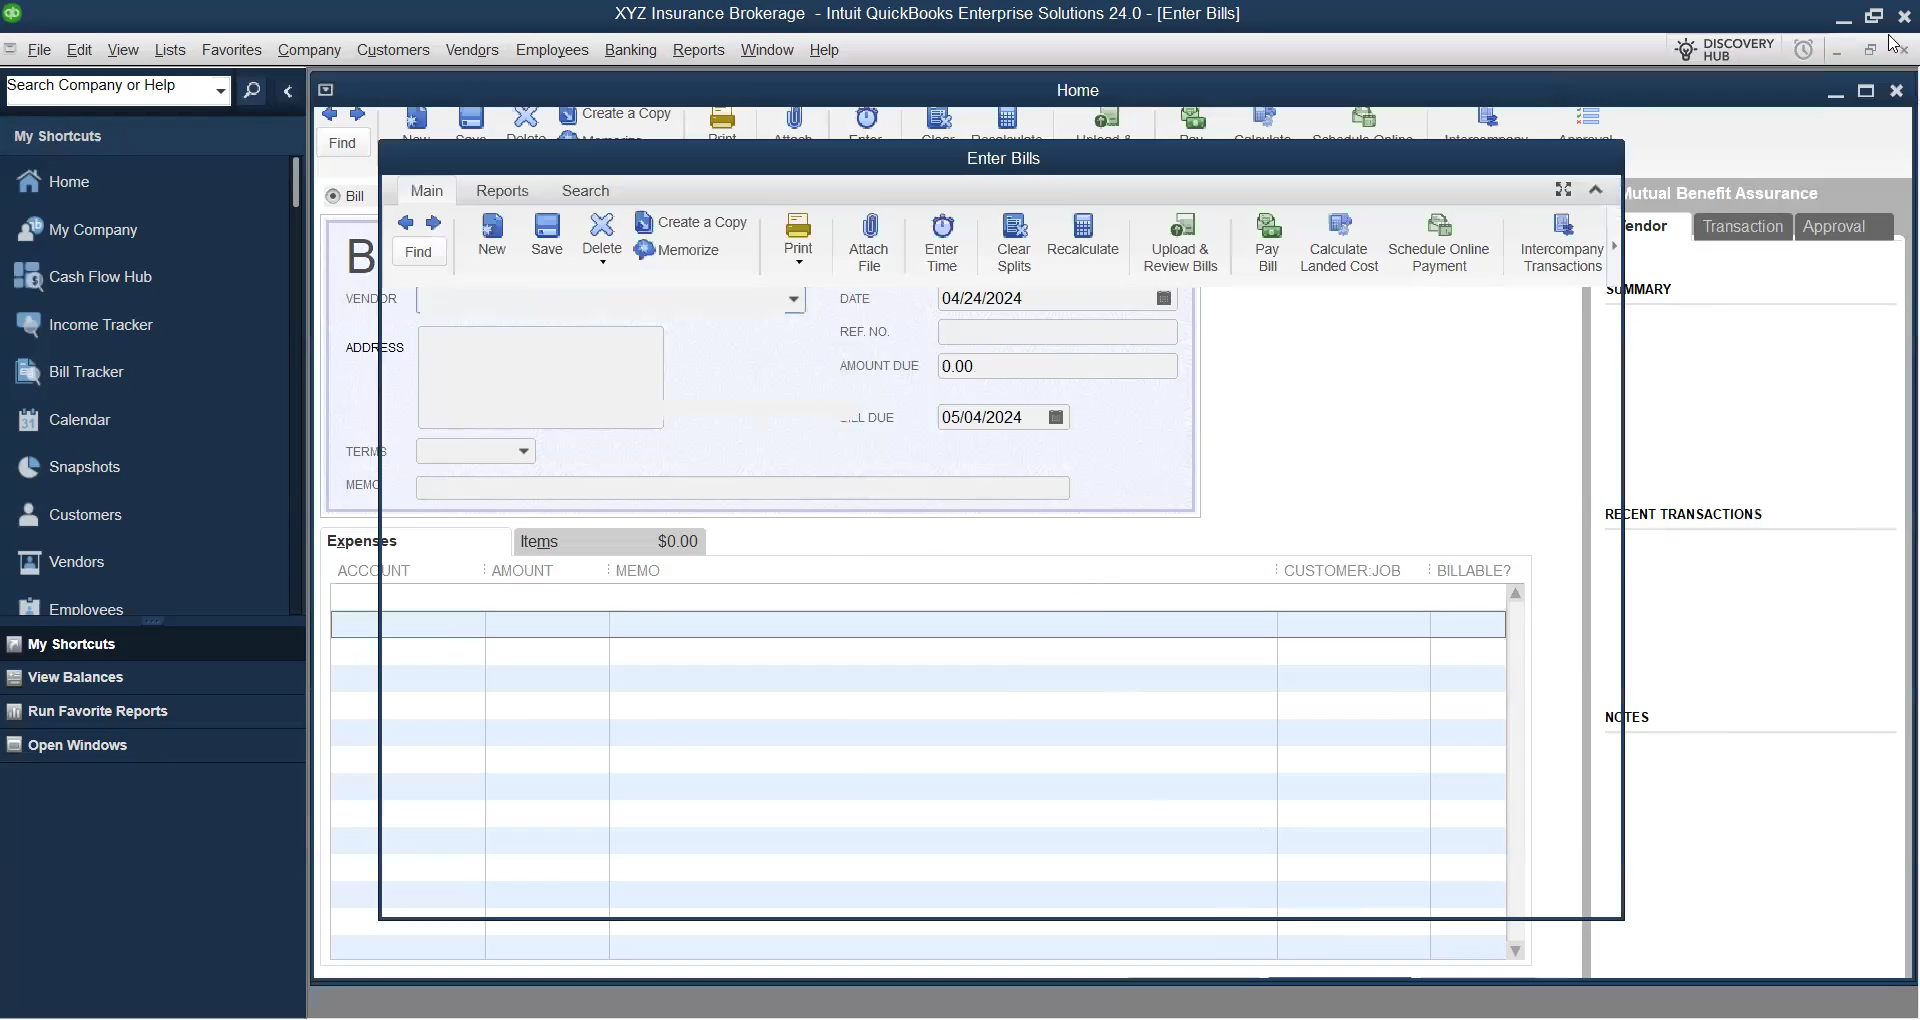 XYZ Insurance Brokerage - Intuit QuickBooks Enterprise Solutions 24.0 - [Enter Bills]
File Edit View Lists Favorites Company Customers Vendors Employees Banking Reports Window Help
DISCOVERY HUB
Search Company or Help
My Shortcuts
Home
My Company
Cash Flow Hub
Income Tracker
Bill Tracker
Calendar
Snapshots
Customers
Vendors
Employees
My Shortcuts
View Balances
Run Favorite Reports
Open Windows
Home
Create a Copy
Find
Bill
Enter Bills
Main Reports Search
Find
New
Save
Delete
Create a Copy
Memorize
Print
Attach File
Enter Time
Clear Splits
Recalculate
Upload & Review Bills
Pay Bill
Calculate Landed Cost
Schedule Online Payment
Intercompany Transactions
VENDOR
DATE 04/24/2024
REF. NO.
ADDRESS
AMOUNT DUE 0.00
BILL DUE 05/04/2024
TERMS
MEMO
Expenses
Items $0.00
ACCOUNT AMOUNT MEMO CUSTOMER:JOB BILLABLE?
Mutual Benefit Assurance
Vendor Transaction Approval
SUMMARY
RECENT TRANSACTIONS
NOTES